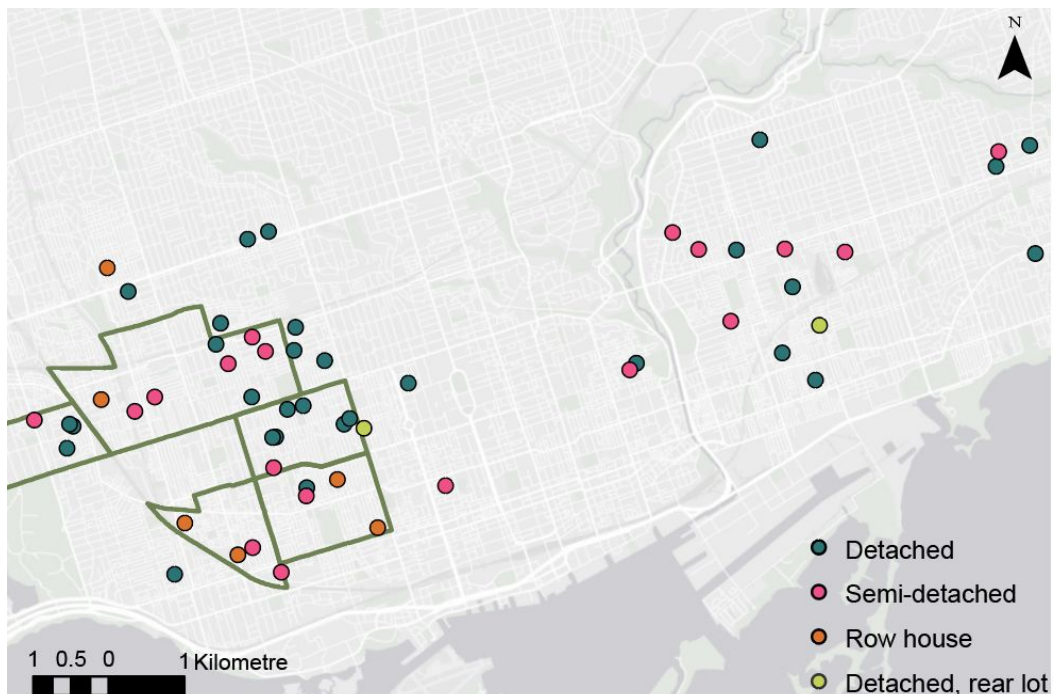 N
Detached
Semi-detached
Row house
Detached, rear lot
1 0.5 0 1 Kilometre